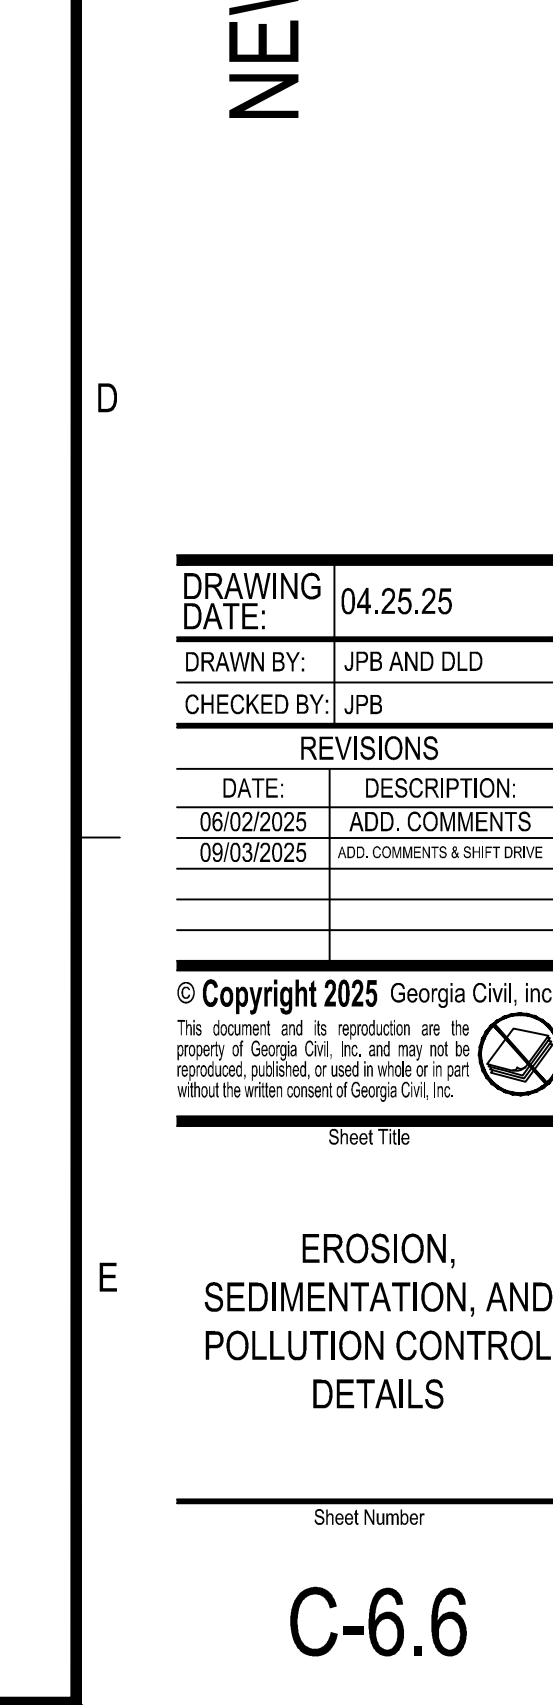 D
DRAWING
DATE:
04.25.25
DRAWN BY: JPB AND DLD
CHECKED BY: JPB
REVISIONS
DATE: DESCRIPTION:
06/02/2025 ADD. COMMENTS
09/03/2025 ADD. COMMENTS & SHIFT DRIVE
© Copyright 2025 Georgia Civil, inc
This document and its reproduction are the
property of Georgia Civil, Inc. and may not be
reproduced, published, or used in whole or in part
without the written consent of Georgia Civil, Inc.
Sheet Title
E
EROSION,
SEDIMENTATION, AND
POLLUTION CONTROL
DETAILS
Sheet Number
C-6.6